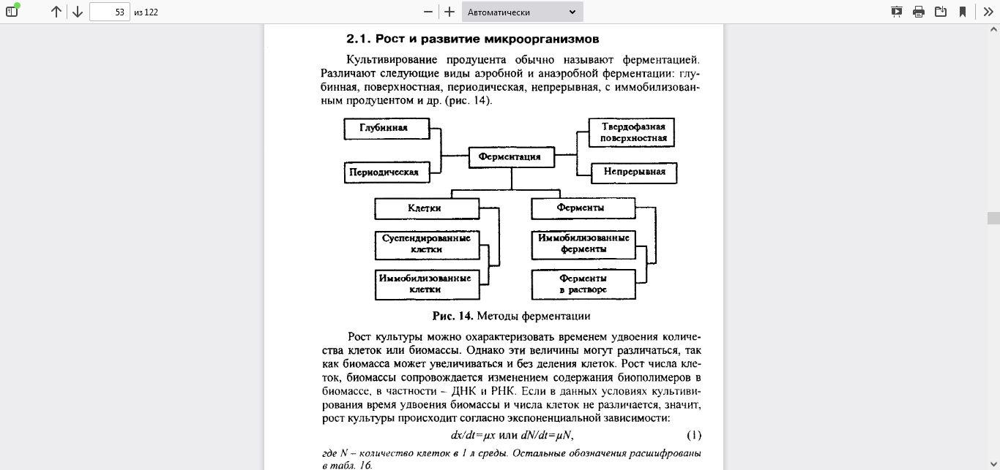 53 из 122
Автоматически
2.1. Рост и развитие микроорганизмов
Культивирование продуцента обычно называют ферментацией.
Различают следующие виды аэробной и анаэробной ферментации: глу-
бинная, поверхностная, периодическая, непрерывная, с иммобилизован-
ным продуцентом и др. (рис. 14).
Глубинная
Твердофазная
поверхностная
Ферментация
Периодическая
Непрерывная
Клетки
Ферменты
Суспендированные
клетки
Иммобилизованные
ферменты
Иммобилизованные
клетки
Ферменты
в растворе
Рис. 14. Методы ферментации
Рост культуры можно охарактеризовать временем удвоения количе-
ства клеток или биомассы. Однако эти величины могут различаться, так
как биомасса может увеличиваться и без деления клеток. Рост числа кле-
ток, биомассы сопровождается изменением содержания биополимеров в
биомассе, в частности – ДНК и РНК. Если в данных условиях культиви-
рования время удвоения биомассы и числа клеток не различается, значит,
рост культуры происходит согласно экспоненциальной зависимости:
dx/dt=μx или dN/dt=μN, (1)
где N – количество клеток в 1 л среды. Остальные обозначения расшифрованы
в табл. 16.